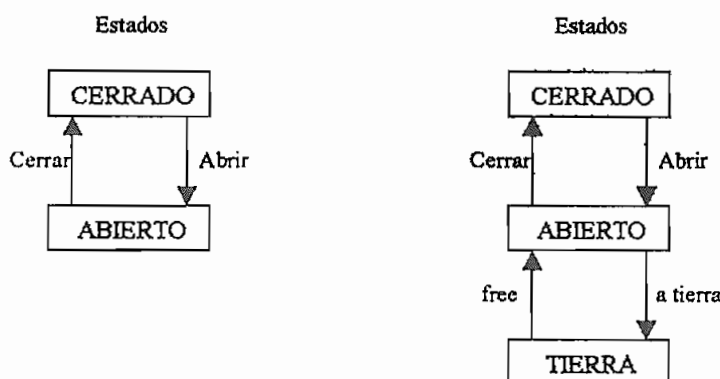 Estados
CERRADO
Cerrar
Abrir
ABIERTO
Estados
CERRADO
Cerrar
Abrir
ABIERTO
free
a tierra
TIERRA